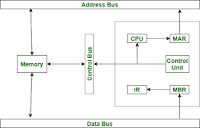 Address Bus
CPU
MAR
Memory
Control Bus
Control
Unit
IR
MBR
Data Bus